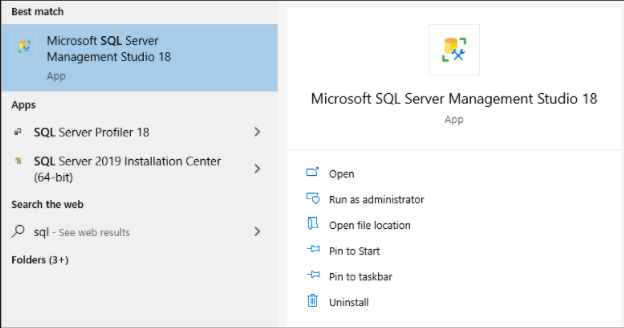 Best match
Microsoft SQL Server
Management Studio 18
App
Apps
SQL Server Profiler 18
SQL Server 2019 Installation Center
(64-bit)
Search the web
sql - See web results
Folders (3+)
Microsoft SQL Server Management Studio 18
App
Open
Run as administrator
Open file location
Pin to Start
Pin to taskbar
Uninstall